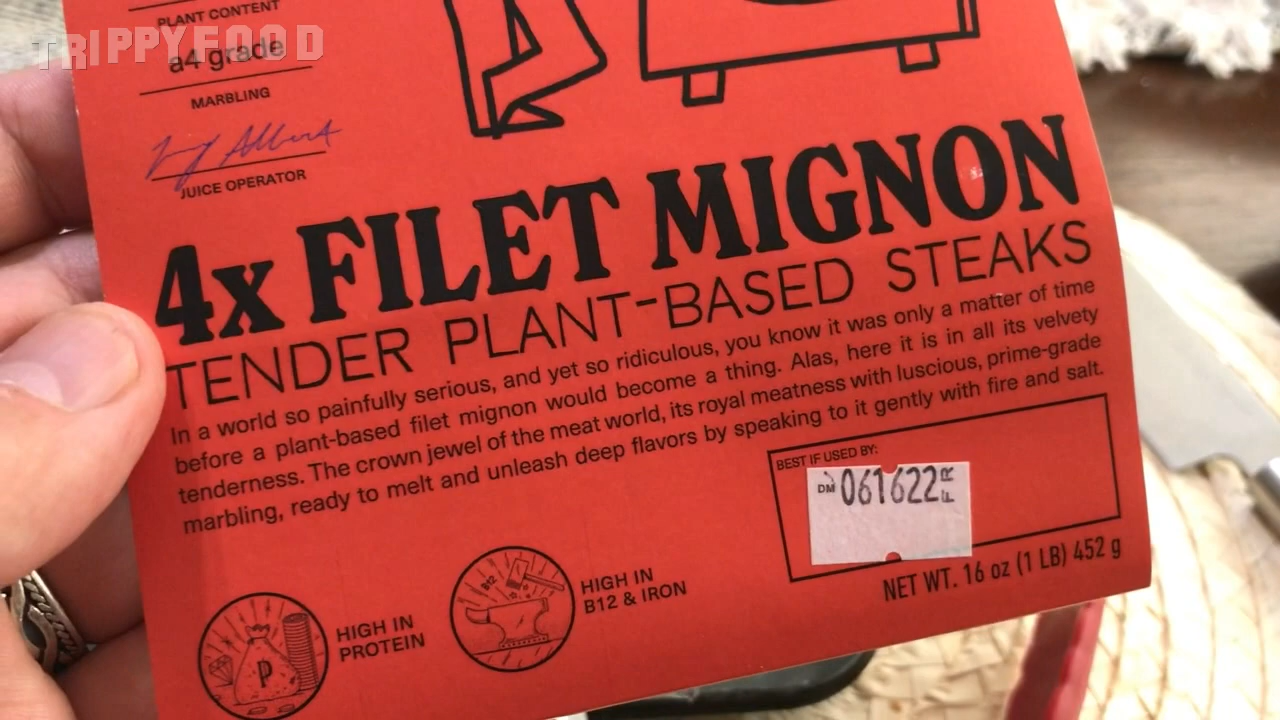 TRIPPYFOOD
PLANT CONTENT
a4 grade
MARBLING
JUICE OPERATOR
4x FILET MIGNON
TENDER PLANT-BASED STEAKS
In a world so painfully serious, and yet so ridiculous, you know it was only a matter of time
before a plant-based filet mignon would become a thing. Alas, here it is in all its velvety
tenderness. The crown jewel of the meat world, its royal meatness with luscious, prime-grade
marbling, ready to melt and unleash deep flavors by speaking to it gently with fire and salt.
BEST IF USED BY:
DM 061622 FR
NET WT. 16 oz (1 LB) 452 g
B12
HIGH IN
B12 & IRON
P
HIGH IN
PROTEIN